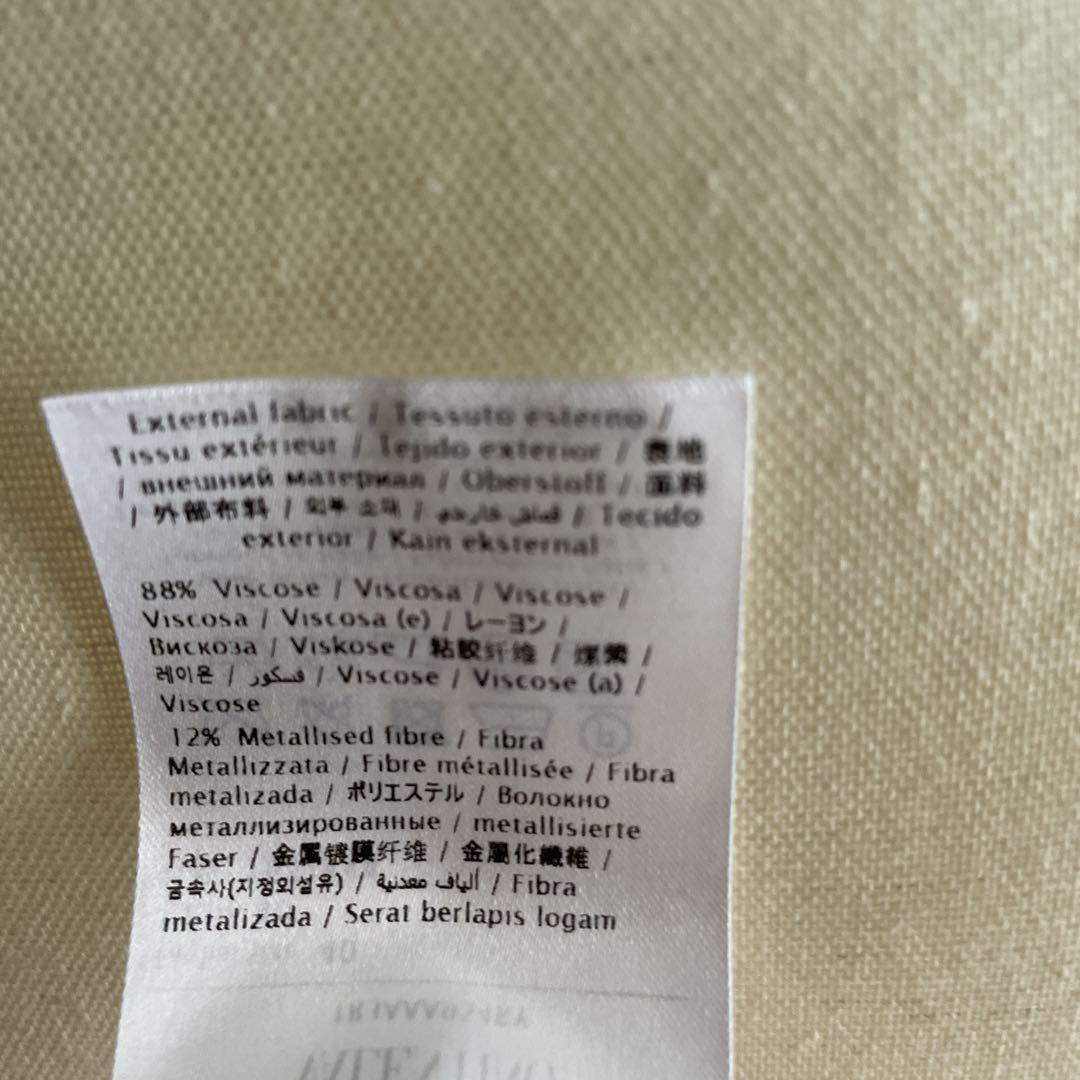 External fabric / Tessuto esterno /
Tissu extérieur / Tejido exterior / 表地
/ внешний материал / Oberstoff / 面料
/ 外部布料 / 외부 소재 / قماش خارجي / Tecido
exterior / Kain eksternal
88% Viscose / Viscosa / Viscose /
Viscosa / Viscosa (e) / レーヨン /
Вискоза / Viskose / 粘胶纤维 / 嫘縈 /
레이온 / فسكور / Viscose / Viscose (a) /
Viscose
12% Metallised fibre / Fibra
Metallizzata / Fibre métallisée / Fibra
metalizada / ポリエステル / Волокно
металлизированные / metallisierte
Faser / 金属镀膜纤维 / 金屬化纖維 /
금속사(지정외섬유) / ألياف معدنية / Fibra
metalizada / Serat berlapis logam
40
VALENTINO